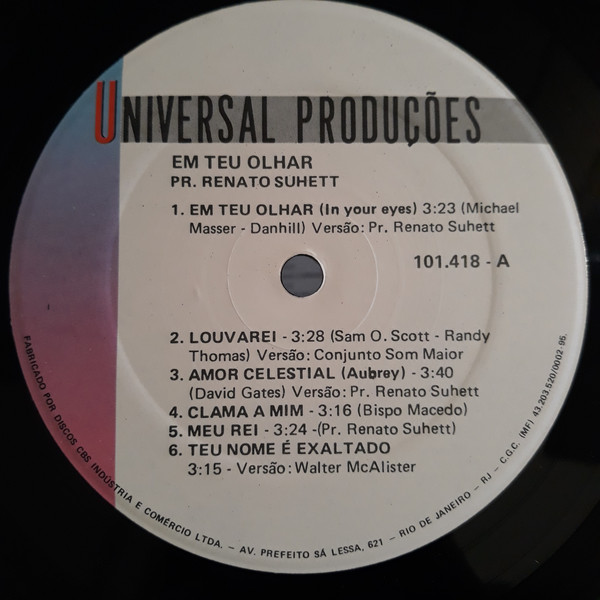 UNIVERSAL PRODUÇÕES
EM TEU OLHAR
PR. RENATO SUHETT
1. EM TEU OLHAR (In your eyes) 3:23 (Michael
Masser - Danhill) Versão: Pr. Renato Suhett
101.418 - A
2. LOUVAREI - 3:28 (Sam O. Scott - Randy
Thomas) Versão: Conjunto Som Maior
3. AMOR CELESTIAL (Aubrey) - 3:40
(David Gates) Versão: Pr. Renato Suhett
4. CLAMA A MIM - 3:16 (Bispo Macedo)
5. MEU REI - 3:24 -(Pr. Renato Suhett)
6. TEU NOME É EXALTADO
3:15 - Versão: Walter McAlister
FABRICADO POR DISCOS CBS INDÚSTRIA E COMÉRCIO LTDA. – AV. PREFEITO SÁ LESSA, 621 – RIO DE JANEIRO – RJ – C.G.C. (MF) 43.203.520/0002-96.